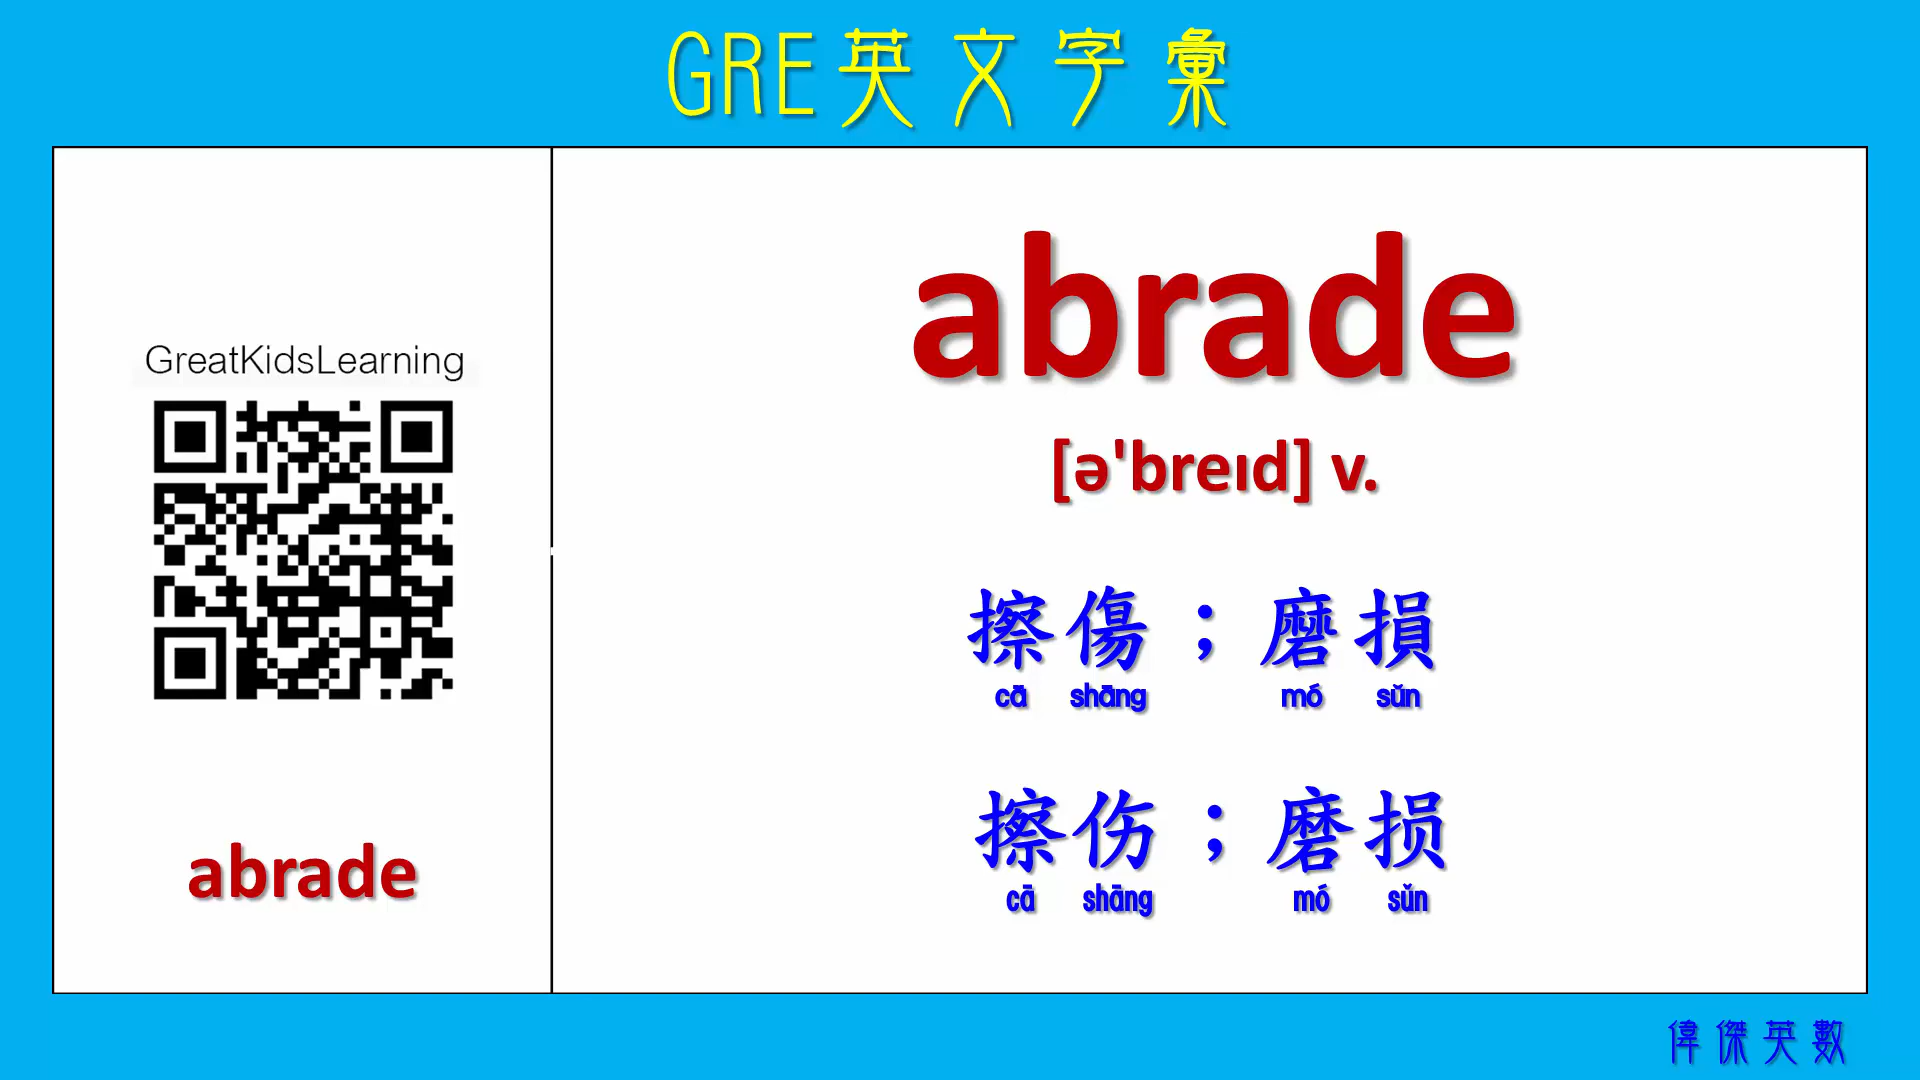 GRE英文字彙
GreatKidsLearning
abrade
abrade
[ə'breɪd] v.
擦傷；磨損
cā shāng mó sǔn
擦伤；磨损
cā shāng mó sǔn
偉傑英數